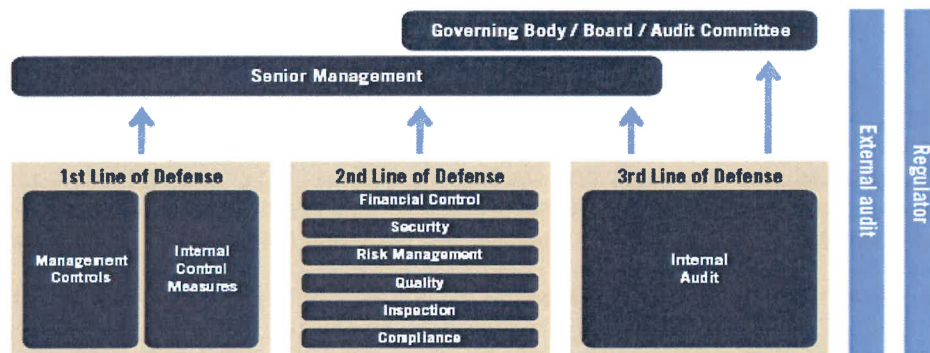 Governing Body / Board / Audit Committee
Senior Management
1st Line of Defense
Management
Controls
Internal
Control
Measures
2nd Line of Defense
Financial Control
Security
Risk Management
Quality
Inspection
Compliance
3rd Line of Defense
Internal
Audit
External audit
Regulator